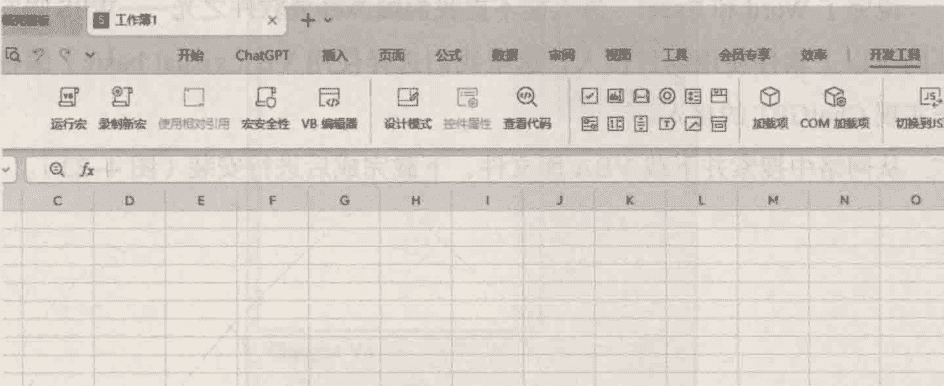 S 工作簿1 × +
开始 ChatGPT 插入 页面 公式 数据 审阅 视图 工具 会员专享 效率 开发工具
运行宏 录制新宏 使用相对引用 宏安全性 VB 编辑器 设计模式 控件属性 查看代码 加载项 COM 加载项 切换到JS
fx
C D E F G H I J K L M N O